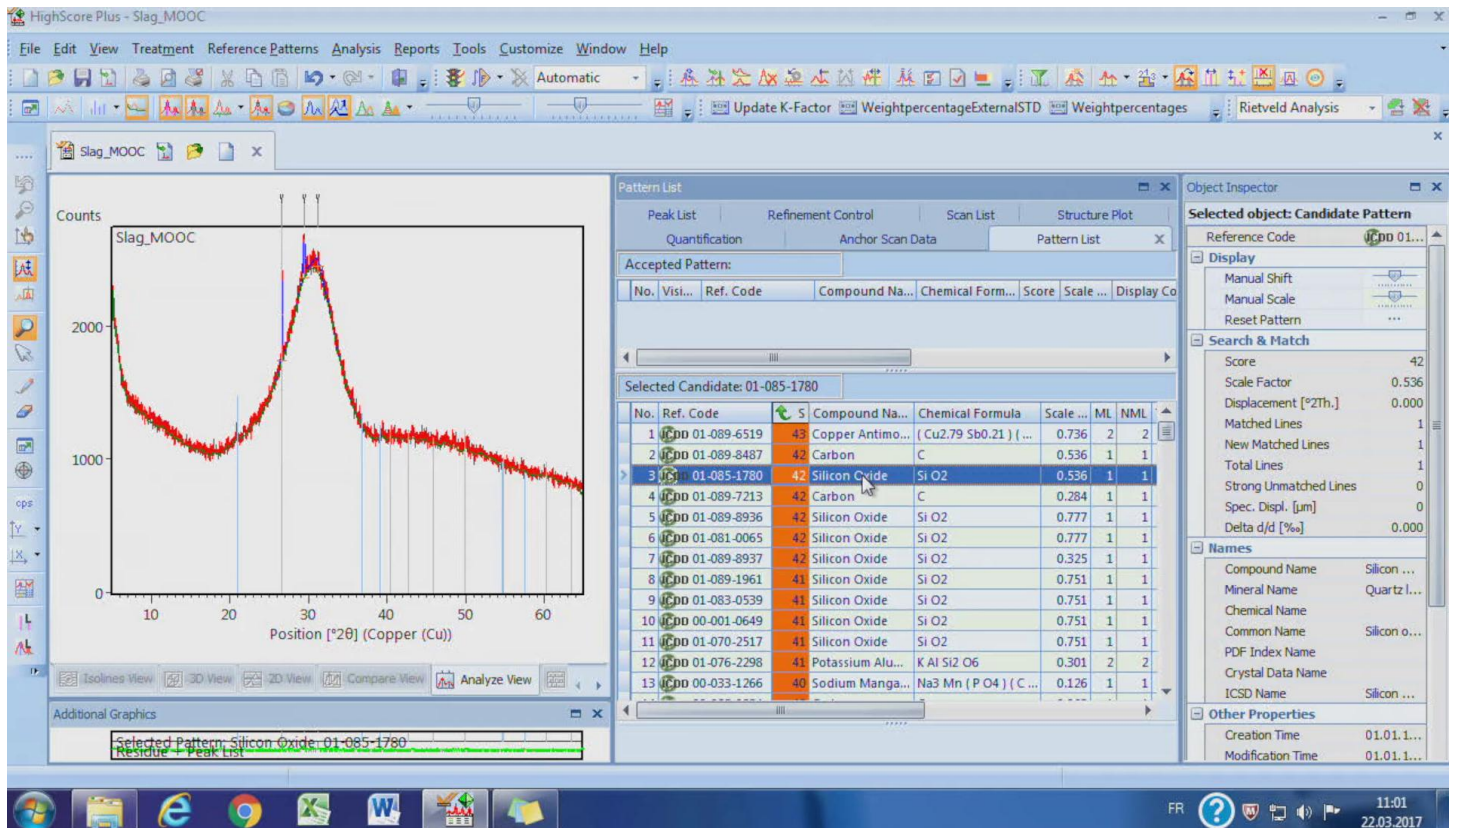 HighScore Plus - Slag_MOOC
File Edit View Treatment Reference Patterns Analysis Reports Tools Customize Window Help
Automatic
Update K-Factor WeightpercentageExternalSTD Weightpercentages Rietveld Analysis
Slag_MOOC
Counts
Slag_MOOC
2000
1000
0
10 20 30 40 50 60
Position [°2θ] (Copper (Cu))
Isolines View 3D View 2D View Compare View Analyze View
Additional Graphics
Selected Pattern: Silicon Oxide 01-085-1780
Residue + Peak List
Pattern List
Peak List Refinement Control Scan List Structure Plot
Quantification Anchor Scan Data Pattern List X
Accepted Pattern:
No. Visi... Ref. Code Compound Na... Chemical Form... Score Scale ... Display Co
Selected Candidate: 01-085-1780
No. Ref. Code S Compound Na... Chemical Formula Scale ... ML NML
1 ICDD 01-089-6519 43 Copper Antimo... ( Cu2.79 Sb0.21 ) ( ... 0.736 2 2
2 ICDD 01-089-8487 42 Carbon C 0.536 1 1
3 ICDD 01-085-1780 42 Silicon Oxide Si O2 0.536 1 1
4 ICDD 01-089-7213 42 Carbon C 0.284 1 1
5 ICDD 01-089-8936 42 Silicon Oxide Si O2 0.777 1 1
6 ICDD 01-081-0065 42 Silicon Oxide Si O2 0.777 1 1
7 ICDD 01-089-8937 42 Silicon Oxide Si O2 0.325 1 1
8 ICDD 01-089-1961 41 Silicon Oxide Si O2 0.751 1 1
9 ICDD 01-083-0539 41 Silicon Oxide Si O2 0.751 1 1
10 ICDD 00-001-0649 41 Silicon Oxide Si O2 0.751 1 1
11 ICDD 01-070-2517 41 Silicon Oxide Si O2 0.751 1 1
12 ICDD 01-076-2298 41 Potassium Alu... K Al Si2 O6 0.301 2 2
13 ICDD 00-033-1266 40 Sodium Manga... Na3 Mn ( P O4 ) ( C ... 0.126 1 1
Object Inspector
Selected object: Candidate Pattern
Reference Code ICDD 01...
Display
Manual Shift
Manual Scale
Reset Pattern ...
Search & Match
Score 42
Scale Factor 0.536
Displacement [°2Th.] 0.000
Matched Lines 1
New Matched Lines 1
Total Lines 1
Strong Unmatched Lines 0
Spec. Displ. [µm] 0
Delta d/d [‰] 0.000
Names
Compound Name Silicon ...
Mineral Name Quartz l...
Chemical Name
Common Name Silicon o...
PDF Index Name
Crystal Data Name
ICSD Name Silicon ...
Other Properties
Creation Time 01.01.1...
Modification Time 01.01.1...
FR 11:01
22.03.2017